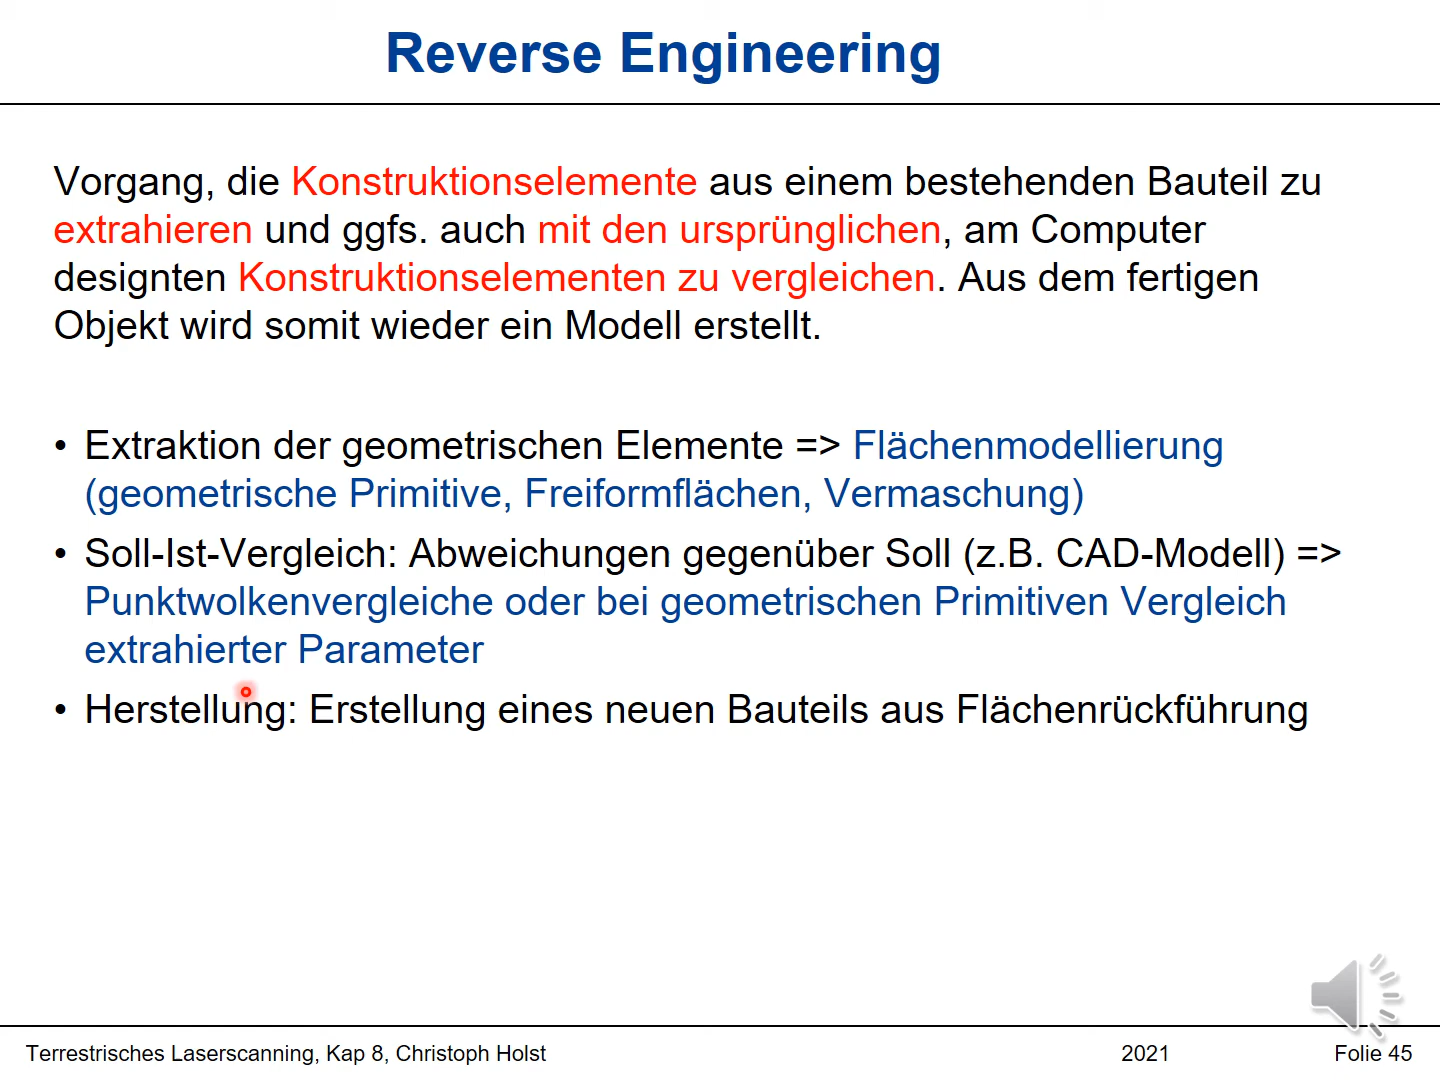 Reverse Engineering
Vorgang, die Konstruktionselemente aus einem bestehenden Bauteil zu
extrahieren und ggfs. auch mit den ursprünglichen, am Computer
designten Konstruktionselementen zu vergleichen. Aus dem fertigen
Objekt wird somit wieder ein Modell erstellt.
• Extraktion der geometrischen Elemente => Flächenmodellierung
(geometrische Primitive, Freiformflächen, Vermaschung)
• Soll-Ist-Vergleich: Abweichungen gegenüber Soll (z.B. CAD-Modell) =>
Punktwolkenvergleiche oder bei geometrischen Primitiven Vergleich
extrahierter Parameter
• Herstellung: Erstellung eines neuen Bauteils aus Flächenrückführung
Terrestrisches Laserscanning, Kap 8, Christoph Holst 2021 Folie 45